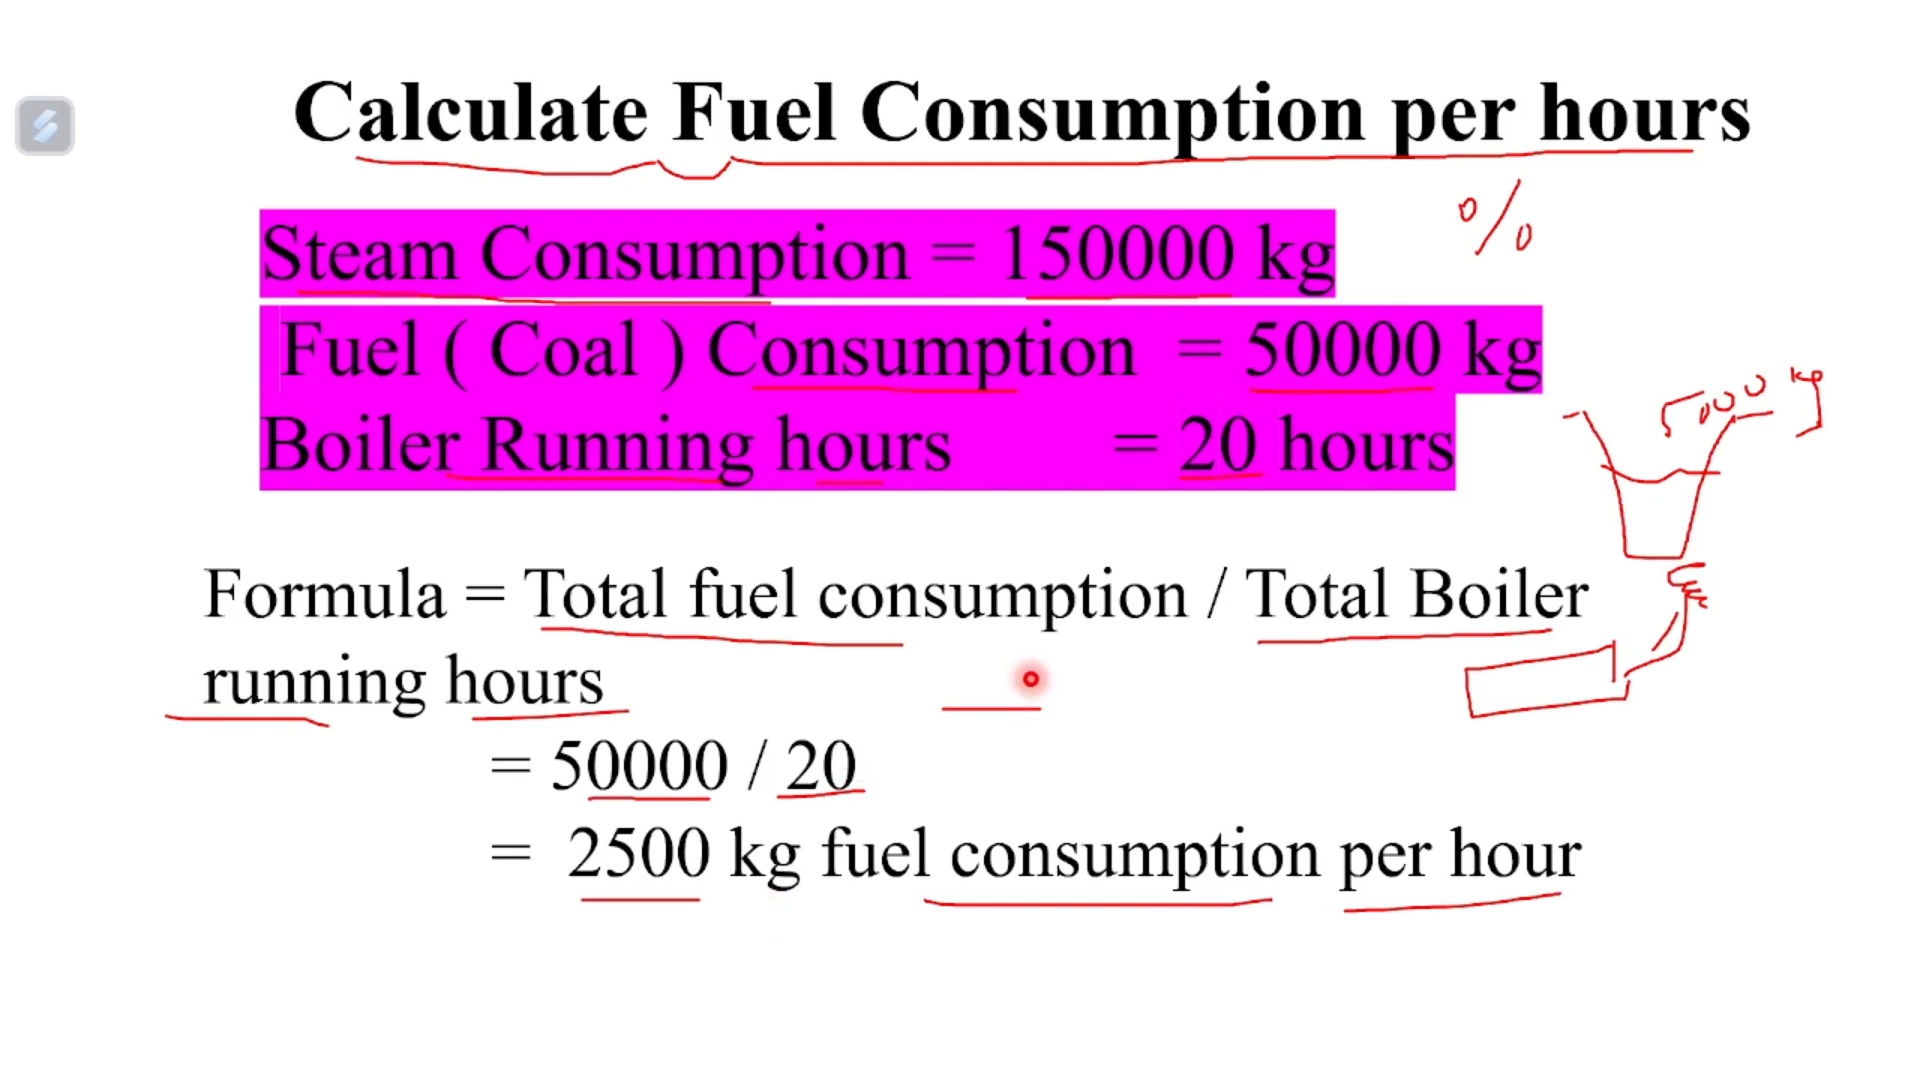 Calculate Fuel Consumption per hours
%
Steam Consumption = 150000 kg
Fuel ( Coal ) Consumption = 50000 kg
5000 kg
Boiler Running hours = 20 hours
Formula = Total fuel consumption / Total Boiler
running hours
= 50000 / 20
= 2500 kg fuel consumption per hour